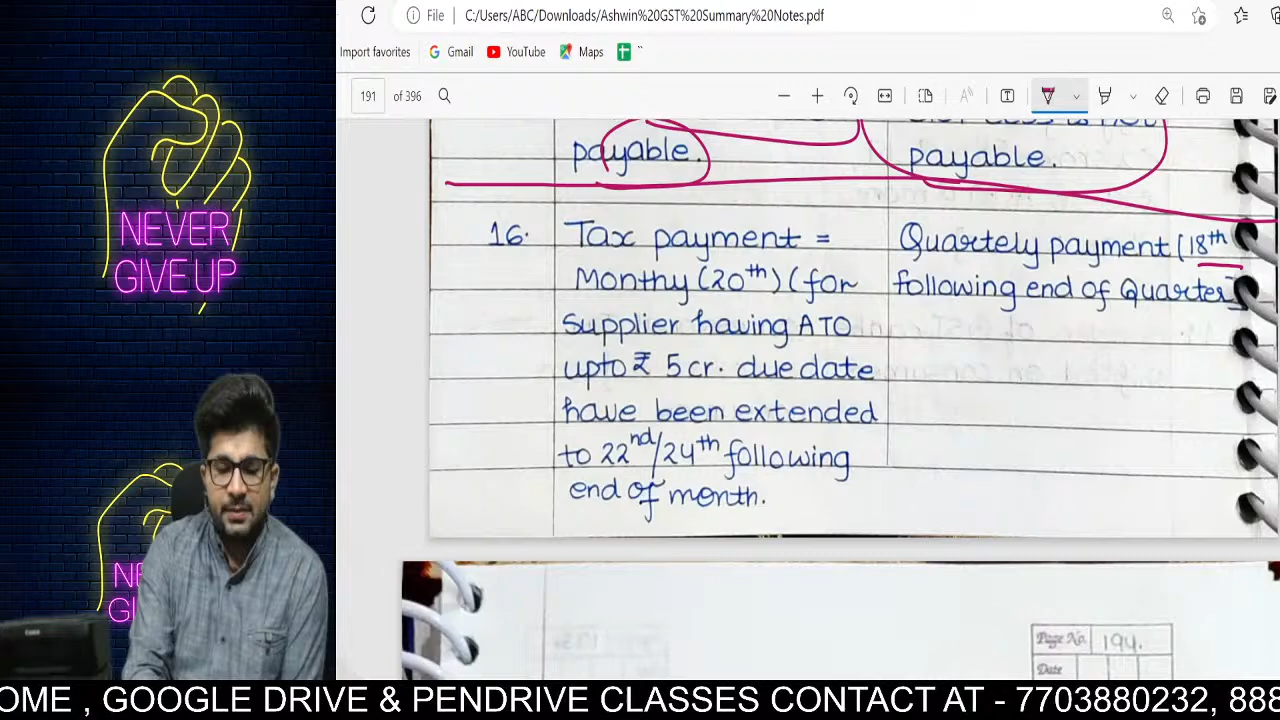 File
C:/Users/ABC/Downloads/Ashwin%20GST%20Summary%20Notes.pdf
Import favorites
Gmail
YouTube
Maps
191 of 396
payable.
payable.
16.
Tax payment =
Monthy (20th) (for
supplier having ATO
upto ₹ 5cr. due date
have been extended
to 22nd/24th following
end of month.
Quartely payment (18th
following end of Quarter)
Page No. 194.
Date
NEVER
GIVE UP
NE
GI
OME , GOOGLE DRIVE & PENDRIVE CLASSES CONTACT AT - 7703880232, 888